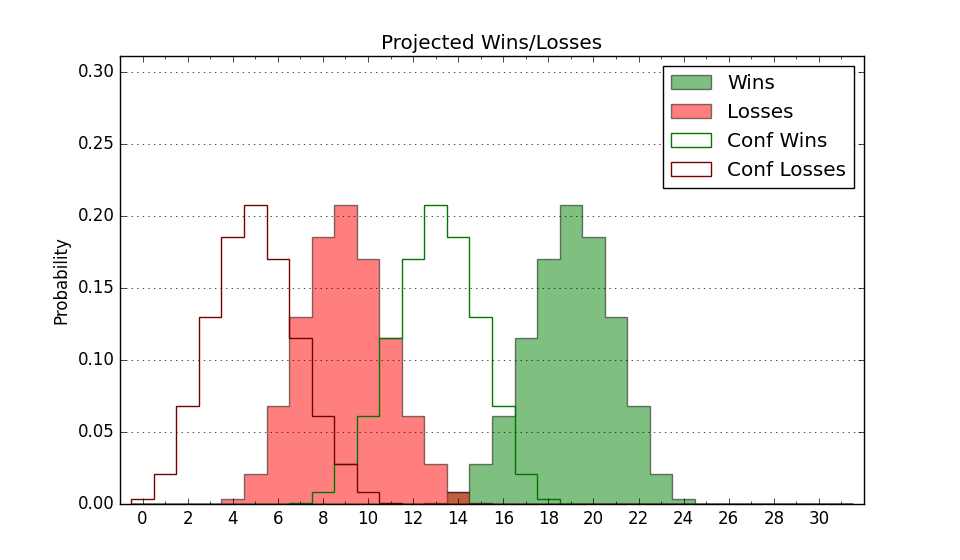 Projected Wins/Losses
0.30
0.25
0.20
0.15
0.10
0.05
0.00
Probability
Wins
Losses
Conf Wins
Conf Losses
0 2 4 6 8 10 12 14 16 18 20 22 24 26 28 30